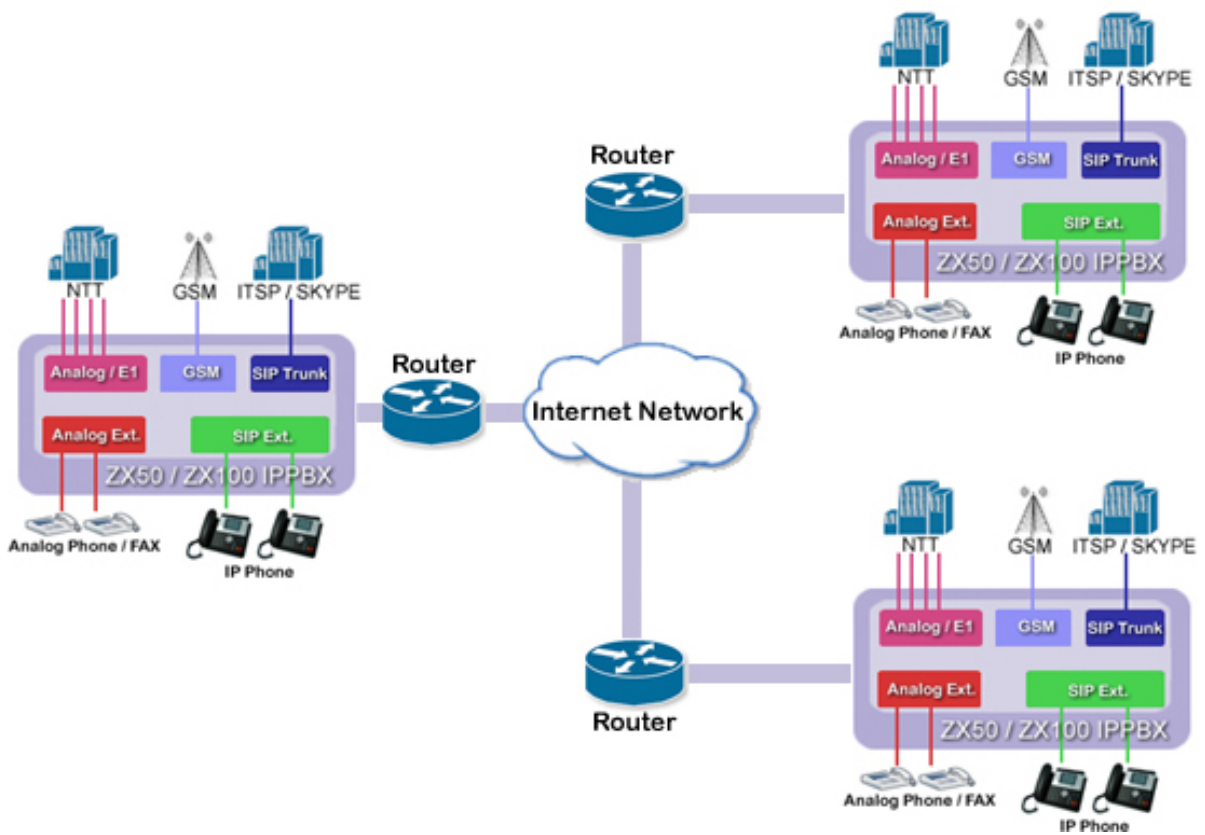 NTT
GSM
ITSP / SKYPE
Analog / E1
GSM
SIP Trunk
Analog Ext.
SIP Ext.
ZX50 / ZX100 IPPBX
Analog Phone / FAX
IP Phone
Router
Internet Network
Router
NTT
GSM
ITSP / SKYPE
Analog / E1
GSM
SIP Trunk
Analog Ext.
SIP Ext.
ZX50 / ZX100 IPPBX
Analog Phone / FAX
IP Phone
Router
NTT
GSM
ITSP / SKYPE
Analog / E1
GSM
SIP Trunk
Analog Ext.
SIP Ext.
ZX50 / ZX100 IPPBX
Analog Phone / FAX
IP Phone